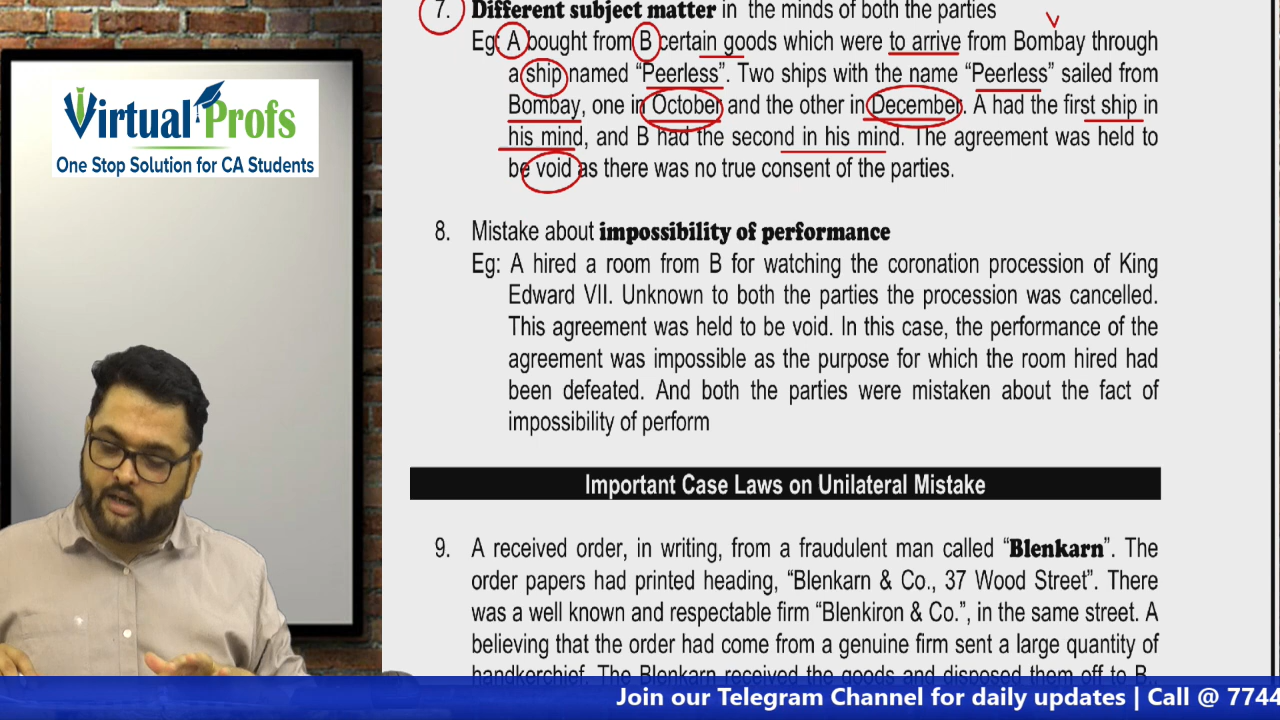 7. Different subject matter in the minds of both the parties
Eg: A bought from B certain goods which were to arrive from Bombay through
a ship named “Peerless”. Two ships with the name “Peerless” sailed from
Bombay, one in October and the other in December. A had the first ship in
his mind, and B had the second in his mind. The agreement was held to
be void as there was no true consent of the parties.
8. Mistake about impossibility of performance
Eg: A hired a room from B for watching the coronation procession of King
Edward VII. Unknown to both the parties the procession was cancelled.
This agreement was held to be void. In this case, the performance of the
agreement was impossible as the purpose for which the room hired had
been defeated. And both the parties were mistaken about the fact of
impossibility of perform
Important Case Laws on Unilateral Mistake
9. A received order, in writing, from a fraudulent man called “Blenkarn”. The
order papers had printed heading, “Blenkarn & Co., 37 Wood Street”. There
was a well known and respectable firm “Blenkiron & Co.”, in the same street. A
believing that the order had come from a genuine firm sent a large quantity of
handkerchief. The Blenkarn received the goods and disposed them off to B..
Virtual Profs
One Stop Solution for CA Students
Join our Telegram Channel for daily updates | Call @ 7744